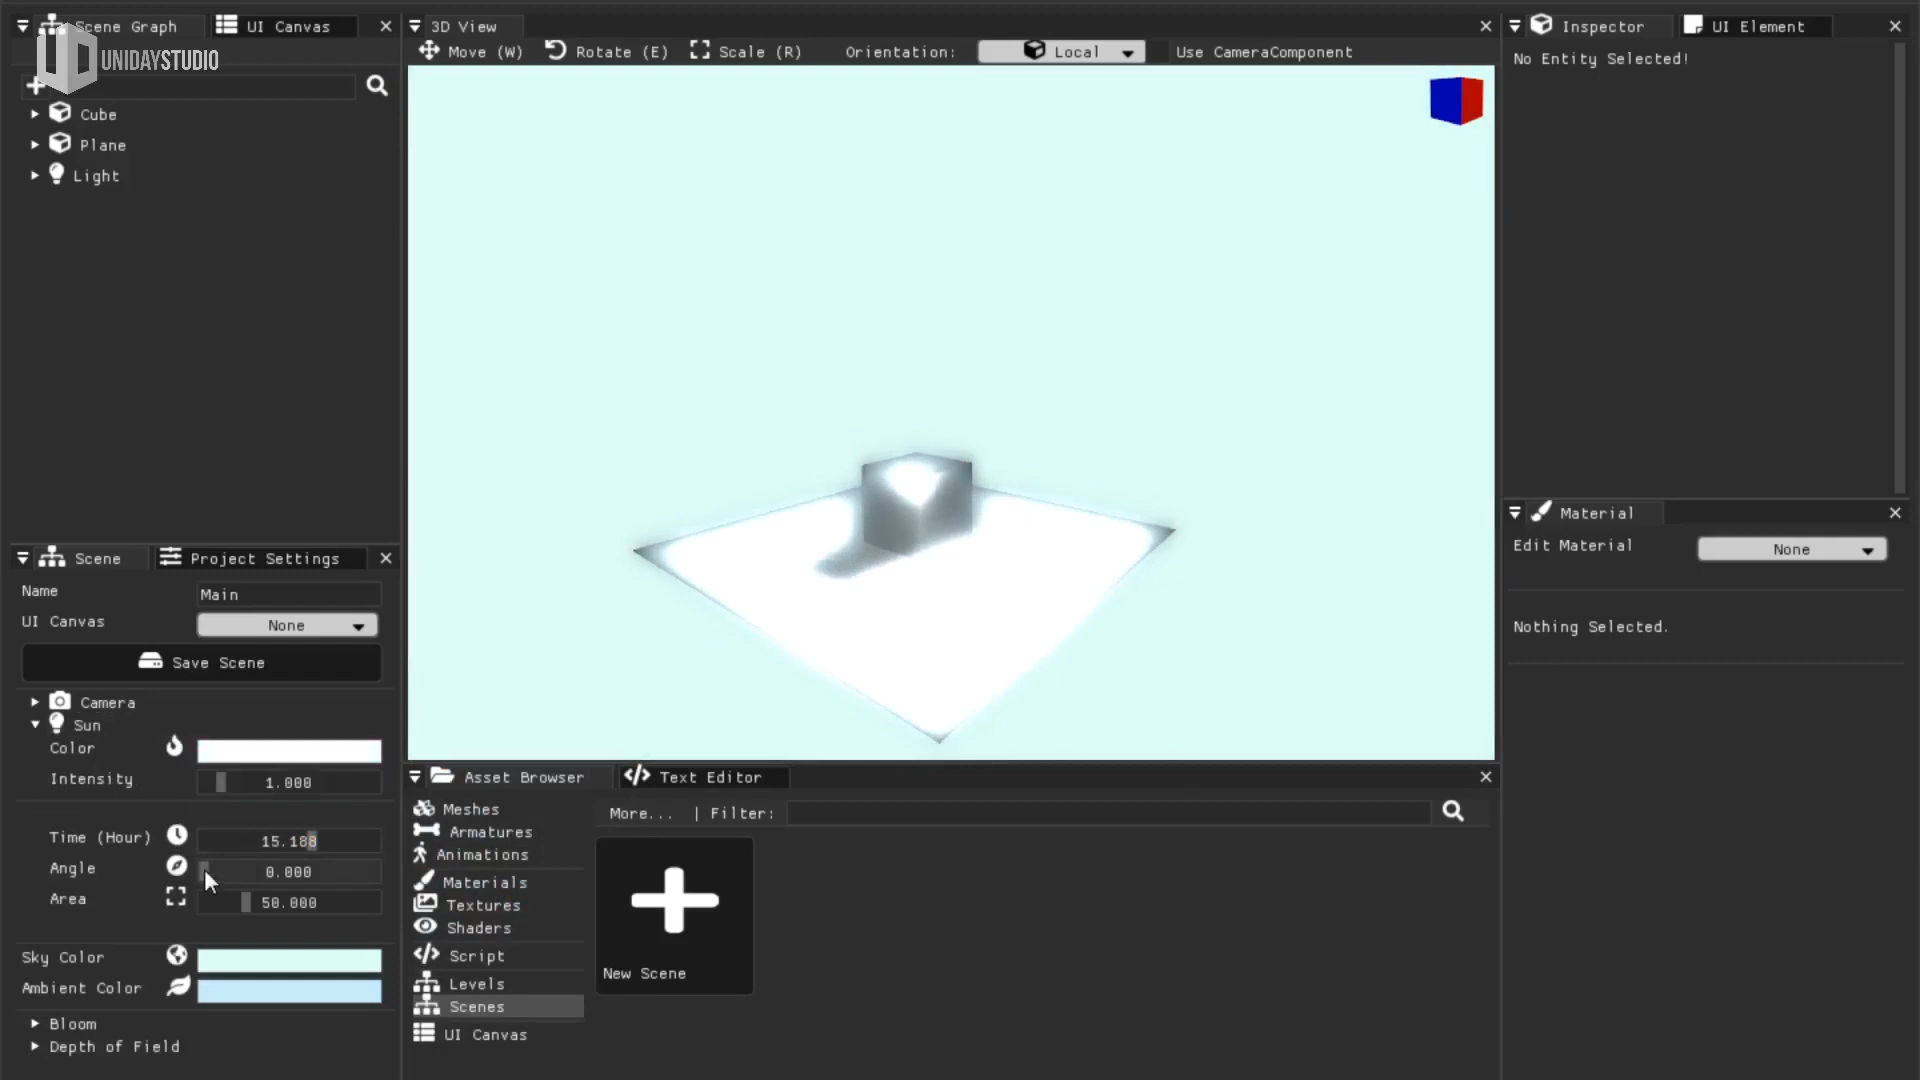 Scene Graph
UI Canvas
UNIDAYSTUDIO
Cube
Plane
Light
3D View
Move (W)
Rotate (E)
Scale (R)
Orientation:
Local
Use CameraComponent
Inspector
UI Element
No Entity Selected!
Material
Edit Material
None
Nothing Selected.
Scene
Project Settings
Name
Main
UI Canvas
None
Save Scene
Camera
Sun
Color
Intensity
1.000
Time (Hour)
15.188
Angle
0.000
Area
50.000
Sky Color
Ambient Color
Bloom
Depth of Field
Asset Browser
Text Editor
Meshes
Armatures
Animations
Materials
Textures
Shaders
Script
Levels
Scenes
UI Canvas
More... | Filter:
New Scene